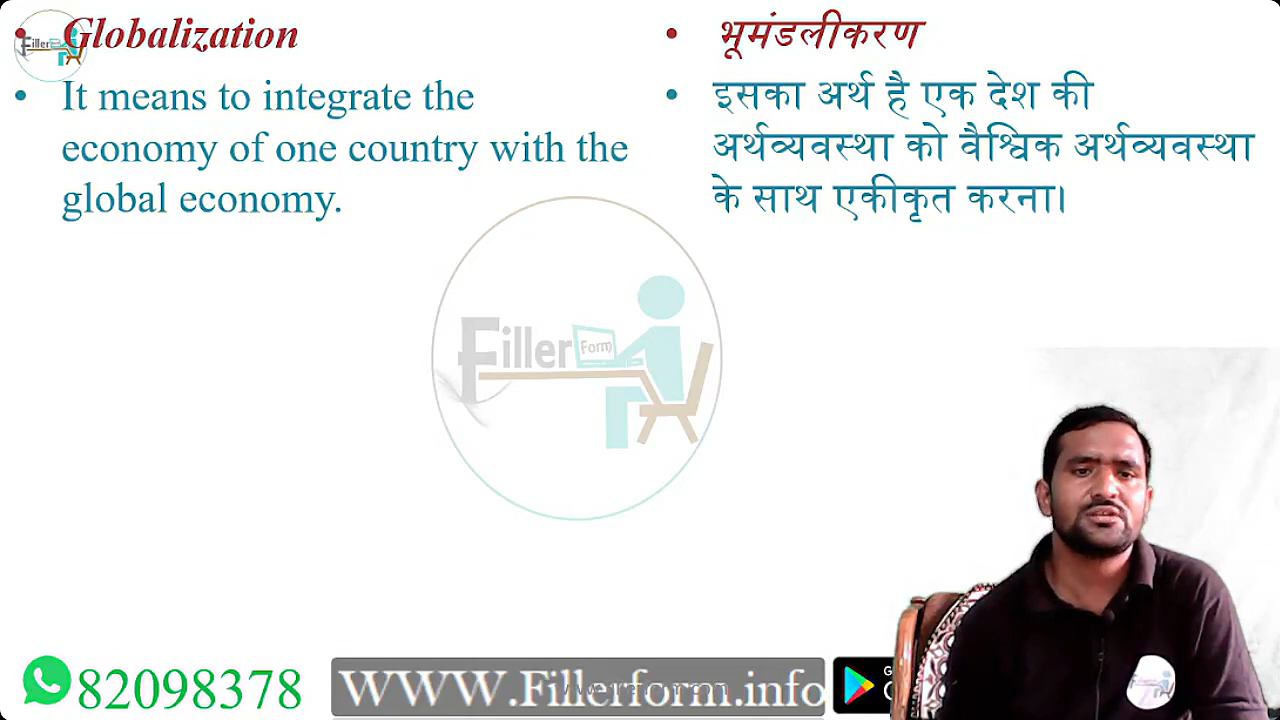 Globalization
It means to integrate the
economy of one country with the
global economy.
भूमंडलीकरण
इसका अर्थ है एक देश की
अर्थव्यवस्था को वैश्विक अर्थव्यवस्था
के साथ एकीकृत करना।
Filler Form
82098378
WWW.Fillerform.info